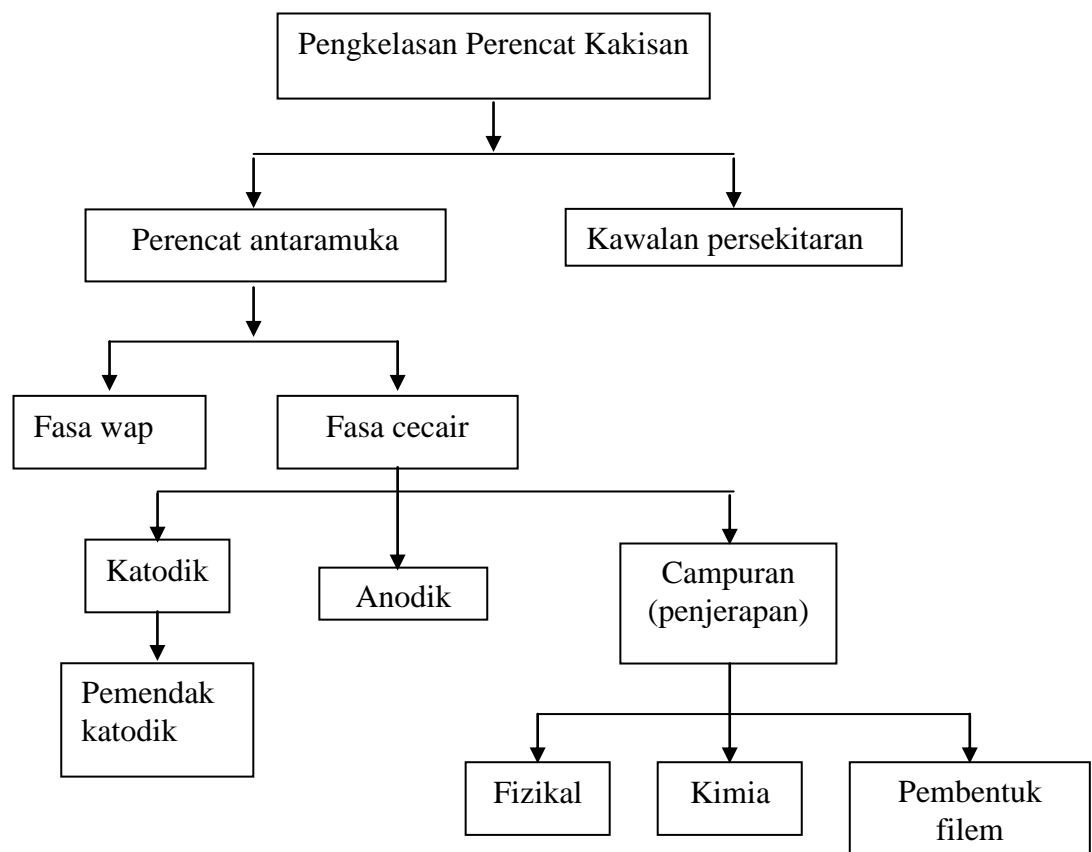 Pengkelasan Perencat Kakisan
Perencat antaramuka
Kawalan persekitaran
Fasa wap
Fasa cecair
Katodik
Anodik
Campuran
(penjerapan)
Pemendak
katodik
Fizikal
Kimia
Pembentuk
filem